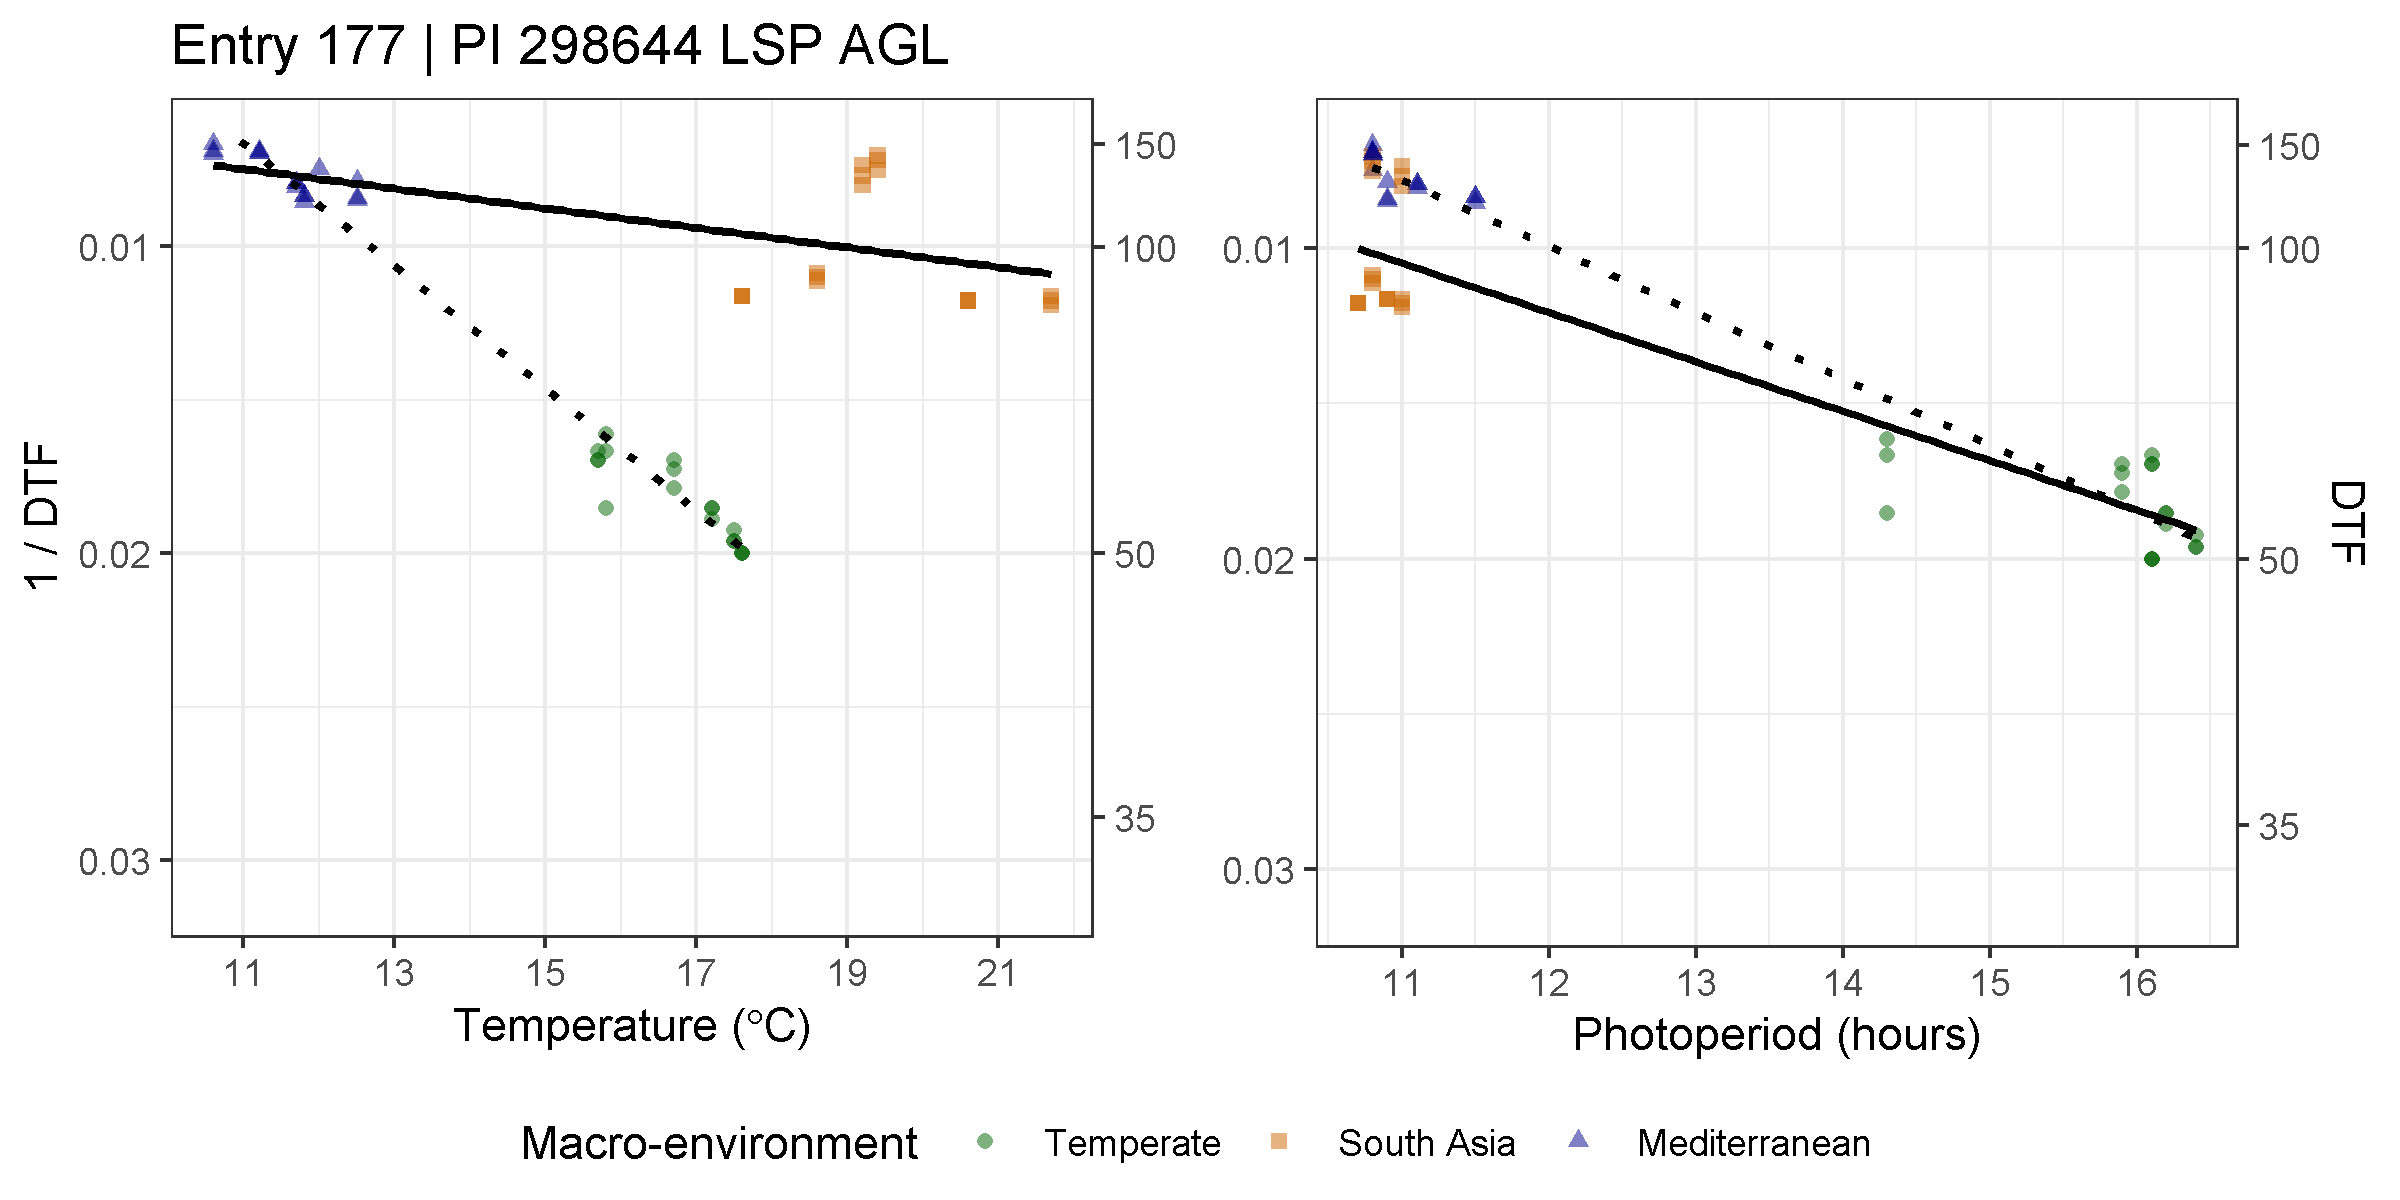 Entry 177 | PI 298644 LSP AGL
1 / DTF
0.01
0.02
0.03
150
100
50
35
11 13 15 17 19 21
Temperature (°C)
0.01
0.02
0.03
150
100
50
35
DTF
11 12 13 14 15 16
Photoperiod (hours)
Macro-environment Temperate South Asia Mediterranean